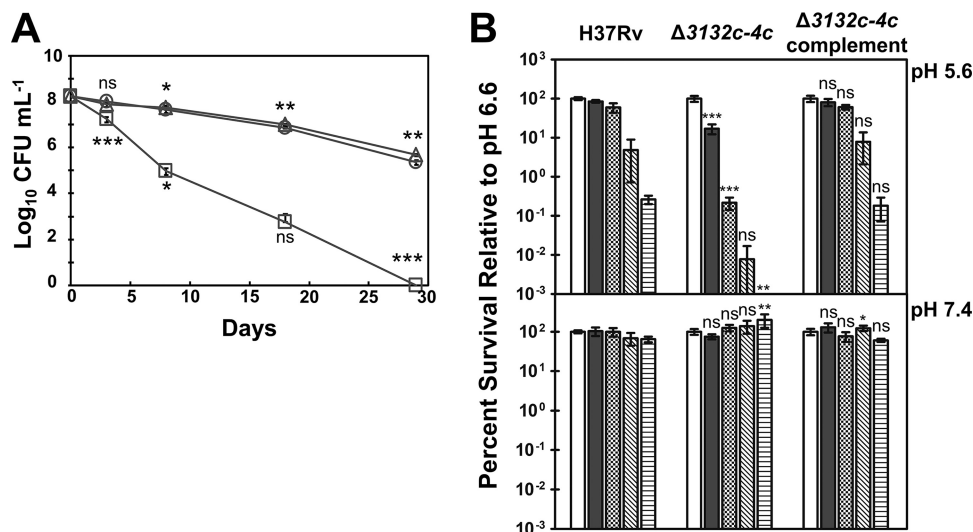 A
Log10 CFU mL-1
10
8
6
4
2
0
ns
*
**
**
***
*
ns
***
0 5 10 15 20 25 30
Days
B
H37Rv
Δ3132c-4c
Δ3132c-4c
complement
Percent Survival Relative to pH 6.6
pH 5.6
10³
10²
10¹
10⁰
10-1
10-2
10-3
***
***
ns
**
ns
ns
ns
ns
pH 7.4
10²
10¹
10⁰
10-1
10-2
10-3
ns
ns
ns
**
ns
ns
*
ns